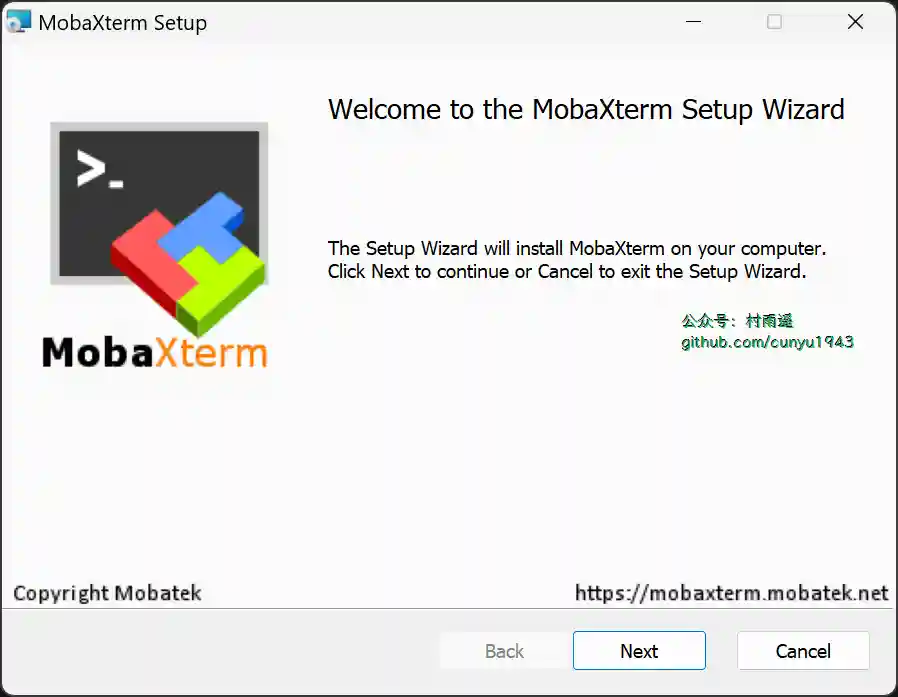 MobaXterm Setup
Welcome to the MobaXterm Setup Wizard
>_
MobaXterm
The Setup Wizard will install MobaXterm on your computer.
Click Next to continue or Cancel to exit the Setup Wizard.
公众号：村雨遥
github.com/cunyu1943
Copyright Mobatek
https://mobaxterm.mobatek.net
Back
Next
Cancel